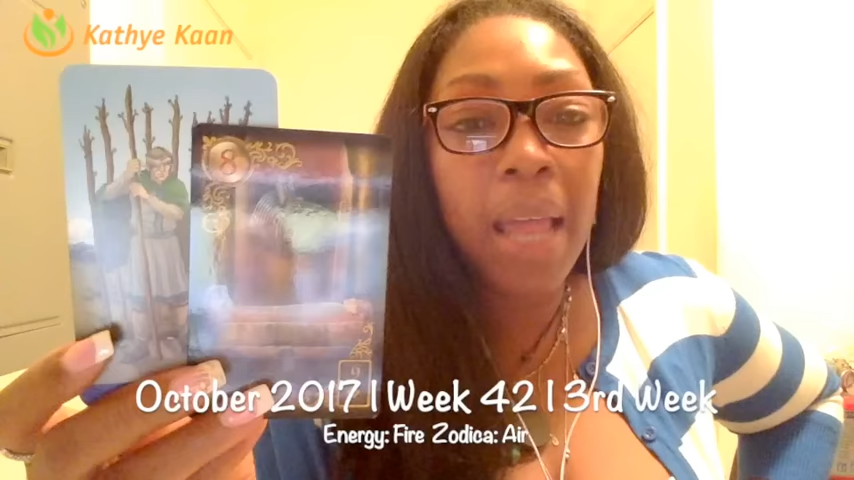 Kathye Kaan
8
9
October 2017 | Week 42 | 3rd Week
Energy: Fire Zodica: Air